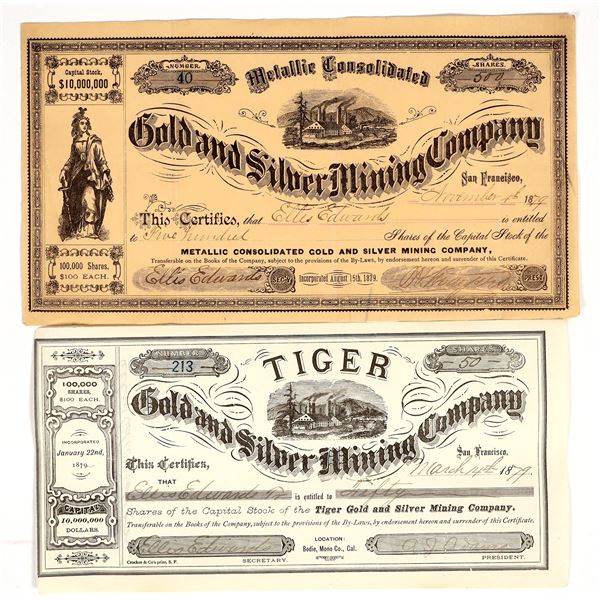 Capital Stock,
$10,000,000
100,000 Shares,
$100 EACH.
NUMBER
40
Metallic Consolidated
SHARES
500
Gold and Silver Mining Company
San Francisco, November 4th 1879
This Certifies, that Ellis Edwards is entitled
to Five hundred Shares of the Capital Stock of the
METALLIC CONSOLIDATED GOLD AND SILVER MINING COMPANY,
Transferable on the Books of the Company, subject to the provisions of the By-Laws, by endorsement hereon and surrender of this Certificate.
Ellis Edwards SECY. Incorporated August 15th, 1879. PREST.
100,000
SHARES,
$100 EACH.
INCORPORATED
January 22nd,
1879.
CAPITAL
10,000,000
DOLLARS.
NUMBER
213
TIGER
SHARES
50
Gold and Silver Mining Company
San Francisco,
This Certifies, March 4th 1879.
THAT
Ellis Edwards Tr is entitled to Fifty
Shares of the Capital Stock of the Tiger Gold and Silver Mining Company.
Transferable on the Books of the Company, subject to the provisions of the By-Laws, by endorsement hereon and surrender of this Certificate.
Ellis Edwards
SECRETARY.
LOCATION:
Bodie, Mono Co., Cal.
PRESIDENT.
Crocker & Co's print, S. F.